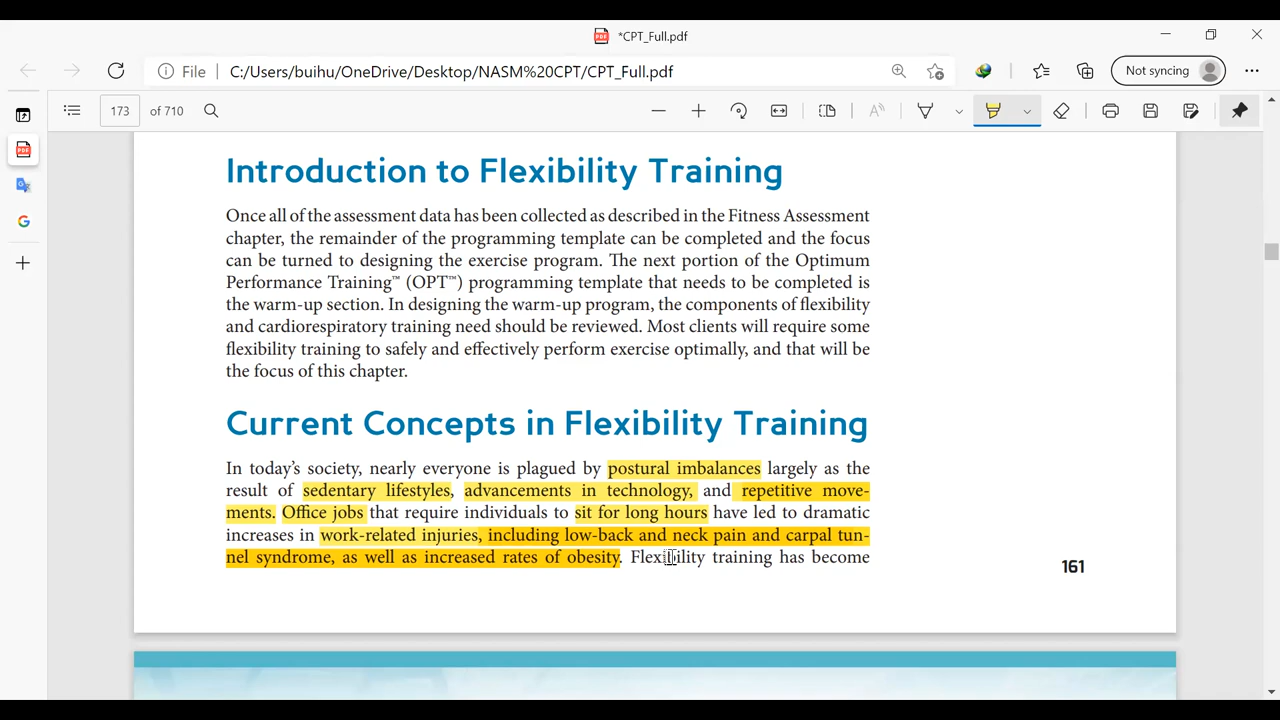 *CPT_Full.pdf
File
C:/Users/buihu/OneDrive/Desktop/NASM%20CPT/CPT_Full.pdf
Not syncing
173 of 710
Introduction to Flexibility Training
Once all of the assessment data has been collected as described in the Fitness Assessment
chapter, the remainder of the programming template can be completed and the focus
can be turned to designing the exercise program. The next portion of the Optimum
Performance Training™ (OPT™) programming template that needs to be completed is
the warm-up section. In designing the warm-up program, the components of flexibility
and cardiorespiratory training need should be reviewed. Most clients will require some
flexibility training to safely and effectively perform exercise optimally, and that will be
the focus of this chapter.
Current Concepts in Flexibility Training
In today's society, nearly everyone is plagued by postural imbalances largely as the
result of sedentary lifestyles, advancements in technology, and repetitive move-
ments. Office jobs that require individuals to sit for long hours have led to dramatic
increases in work-related injuries, including low-back and neck pain and carpal tun-
nel syndrome, as well as increased rates of obesity. Flexibility training has become
161